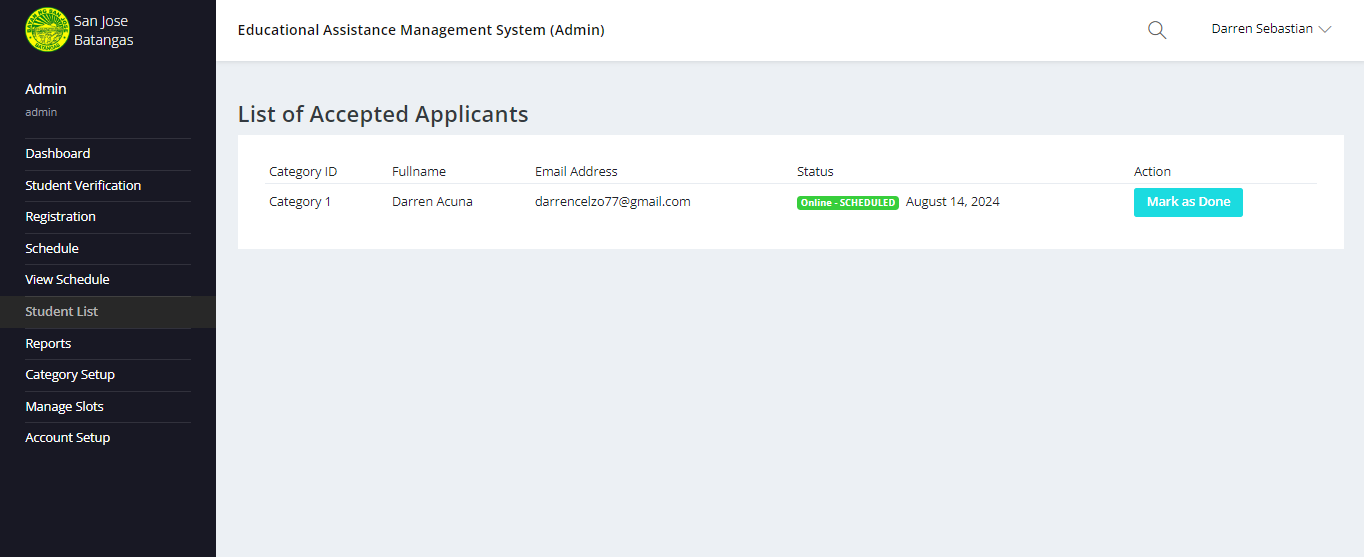 San Jose
Batangas
Educational Assistance Management System (Admin)
Darren Sebastian
Admin
admin
Dashboard
Student Verification
Registration
Schedule
View Schedule
Student List
Reports
Category Setup
Manage Slots
Account Setup
List of Accepted Applicants
Category ID Fullname Email Address Status Action
Category 1 Darren Acuna darrencelzo77@gmail.com Online - SCHEDULED August 14, 2024 Mark as Done